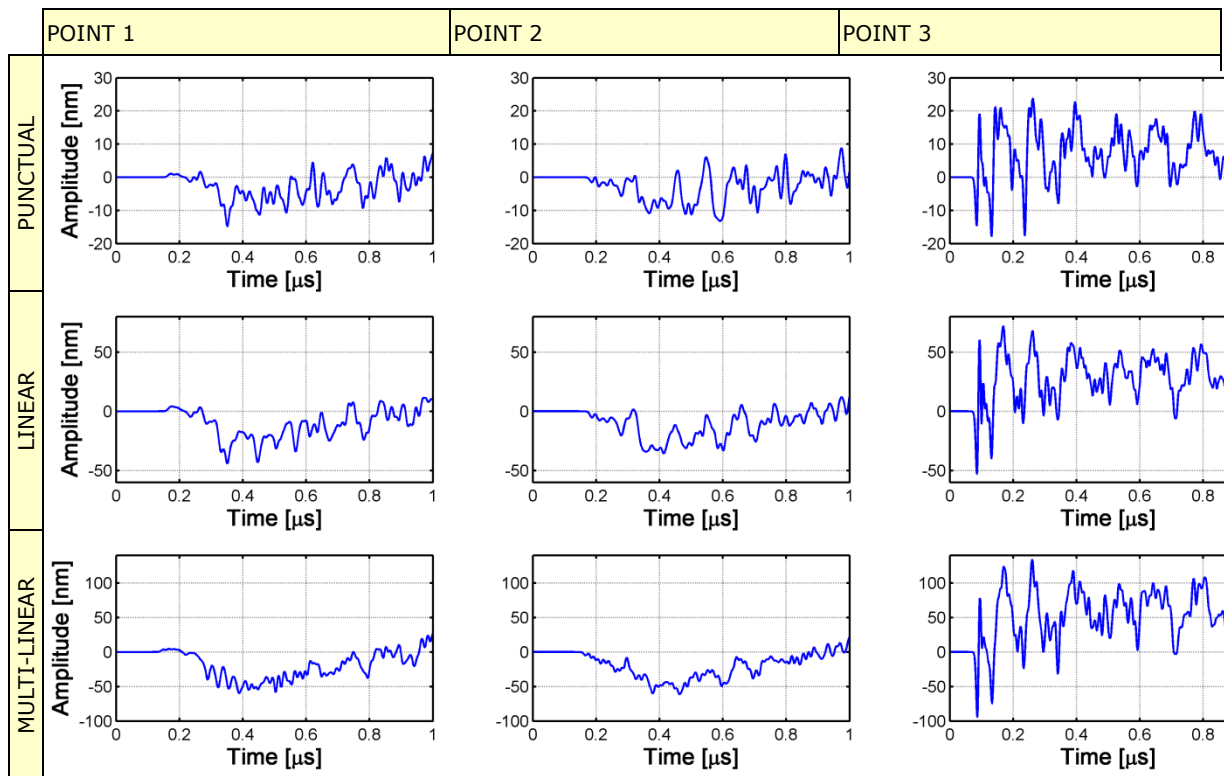 POINT 1 POINT 2 POINT 3
PUNCTUAL
Amplitude [nm]
30 30 30
20 20 20
10 10 10
0 0 0
-10 -10 -10
-20 -20 -20
0 0.2 0.4 0.6 0.8 1 0 0.2 0.4 0.6 0.8 1 0 0.2 0.4 0.6 0.8
Time [μs] Time [μs] Time [μs]
LINEAR
Amplitude [nm]
50 50 50
0 0 0
-50 -50 -50
0 0.2 0.4 0.6 0.8 1 0 0.2 0.4 0.6 0.8 1 0 0.2 0.4 0.6 0.8
Time [μs] Time [μs] Time [μs]
MULTI-LINEAR
Amplitude [nm]
100 100 100
50 50 50
0 0 0
-50 -50 -50
-100 -100 -100
0 0.2 0.4 0.6 0.8 1 0 0.2 0.4 0.6 0.8 1 0 0.2 0.4 0.6 0.8
Time [μs] Time [μs] Time [μs]